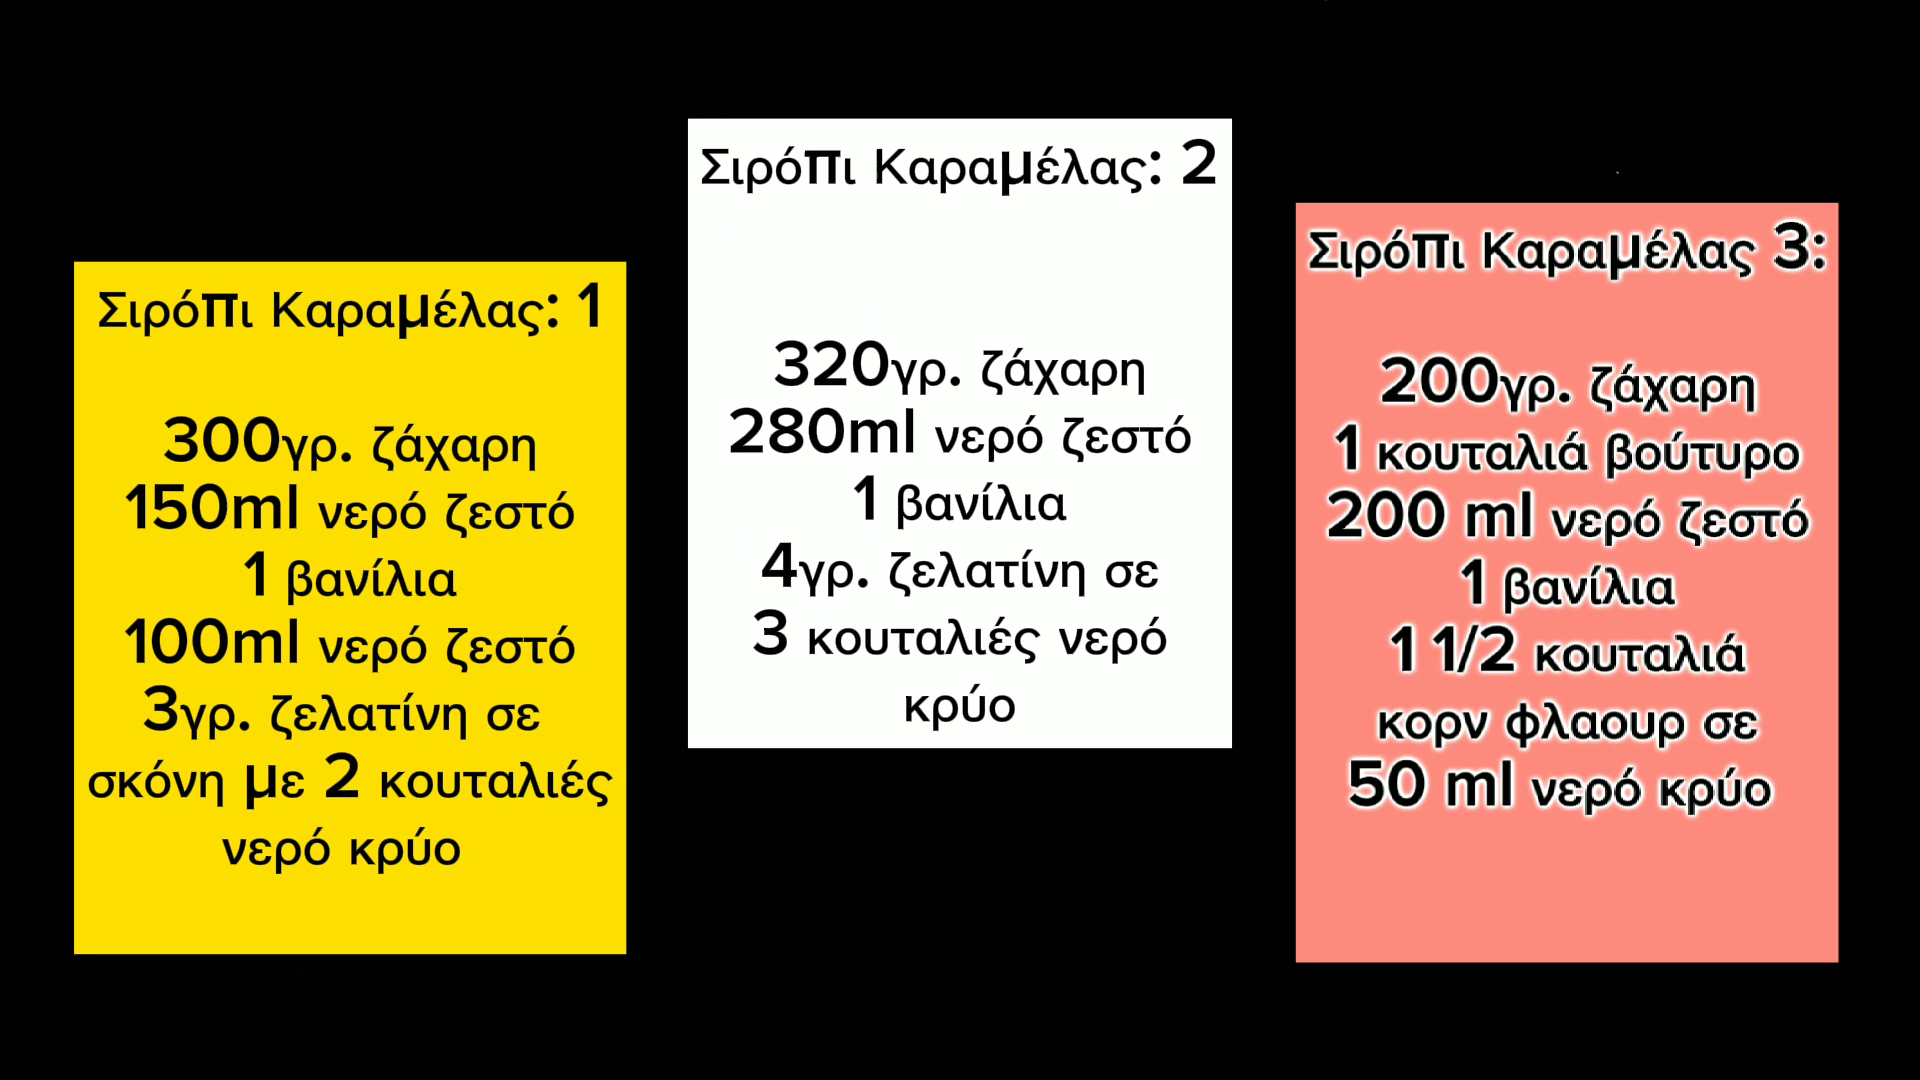 Σιρόπι Καραμέλας: 1
300γρ. ζάχαρη
150ml νερό ζεστό
1 βανίλια
100ml νερό ζεστό
3γρ. ζελατίνη σε
σκόνη με 2 κουταλιές
νερό κρύο
Σιρόπι Καραμέλας: 2
320γρ. ζάχαρη
280ml νερό ζεστό
1 βανίλια
4γρ. ζελατίνη σε
3 κουταλιές νερό
κρύο
Σιρόπι Καραμέλας 3:
200γρ. ζάχαρη
1 κουταλιά βούτυρο
200 ml νερό ζεστό
1 βανίλια
1 1/2 κουταλιά
κορν φλαουρ σε
50 ml νερό κρύο